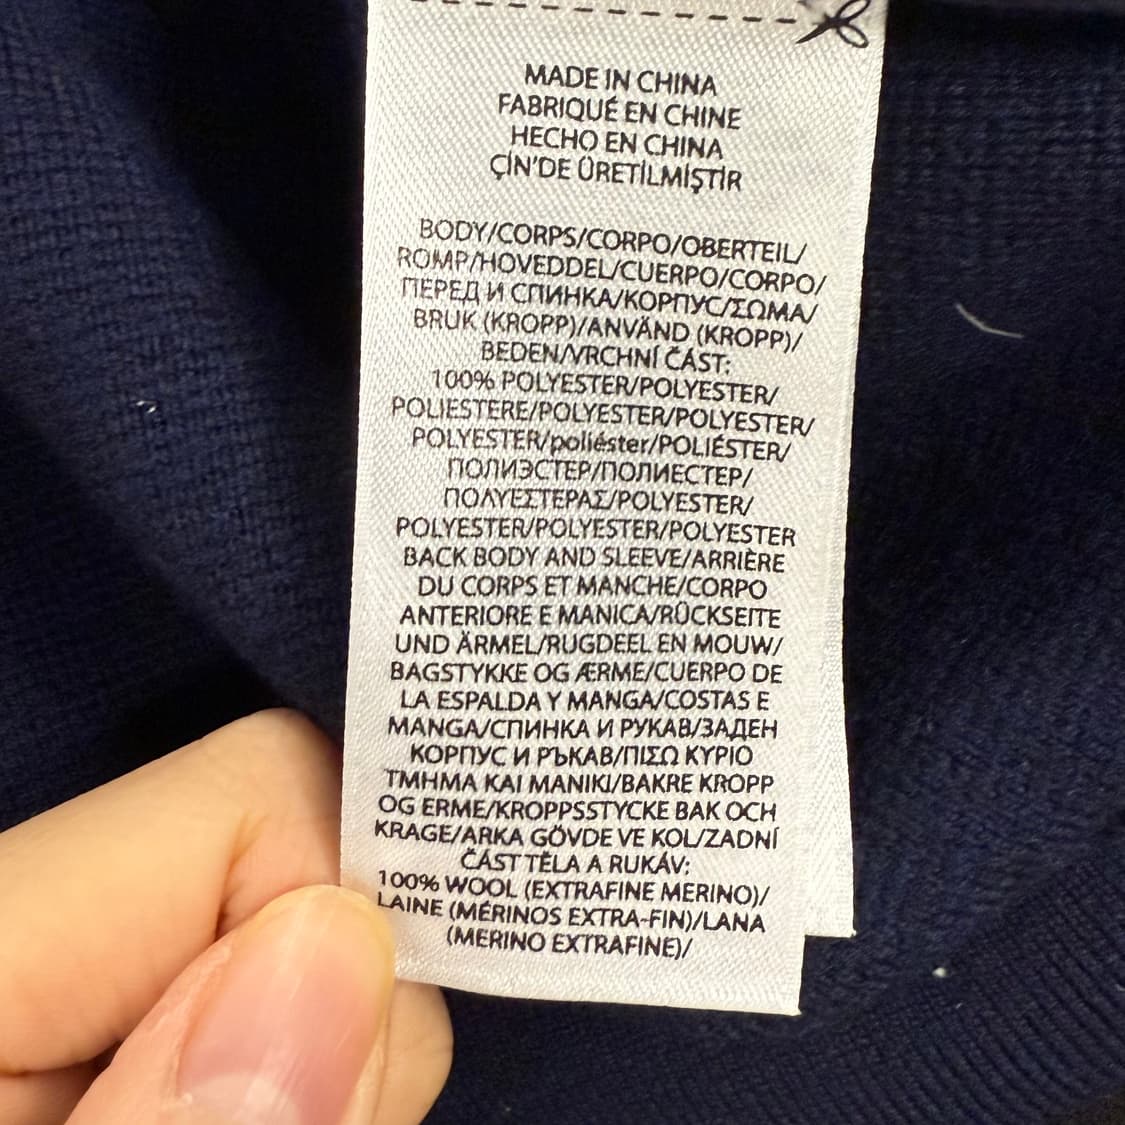 MADE IN CHINA
FABRIQUÉ EN CHINE
HECHO EN CHINA
ÇİN'DE ÜRETİLMİŞTİR
BODY/CORPS/CORPO/OBERTEIL/
ROMP/HOVEDDEL/CUERPO/CORPO/
ПЕРЕД И СПИНКА/КОРПУС/ΣΩΜΑ/
BRUK (KROPP)/ANVÄND (KROPP)/
BEDEN/VRCHNÍ ČÁST:
100% POLYESTER/POLYESTER/
POLIESTERE/POLYESTER/POLYESTER/
POLYESTER/poliéster/POLIÉSTER/
ПОЛИЭСТЕР/ПОЛИЕСТЕР/
ΠΟΛΥΕΣΤΕΡΑΣ/POLYESTER/
POLYESTER/POLYESTER/POLYESTER
BACK BODY AND SLEEVE/ARRIÈRE
DU CORPS ET MANCHE/CORPO
ANTERIORE E MANICA/RÜCKSEITE
UND ÄRMEL/RUGDEEL EN MOUW/
BAGSTYKKE OG ÆRME/CUERPO DE
LA ESPALDA Y MANGA/COSTAS E
MANGA/СПИНКА И РУКАВ/ЗАДЕН
КОРПУС И РЪКАВ/ΠΙΣΩ ΚΥΡΙΟ
ΤΜΗΜΑ ΚΑΙ ΜΑΝΙΚΙ/BAKRE KROPP
OG ERME/KROPPSSTYCKE BAK OCH
KRAGE/ARKA GÖVDE VE KOL/ZADNÍ
ČÁST TĚLA A RUKÁV:
100% WOOL (EXTRAFINE MERINO)/
LAINE (MÉRINOS EXTRA-FIN)/LANA
(MERINO EXTRAFINE)/